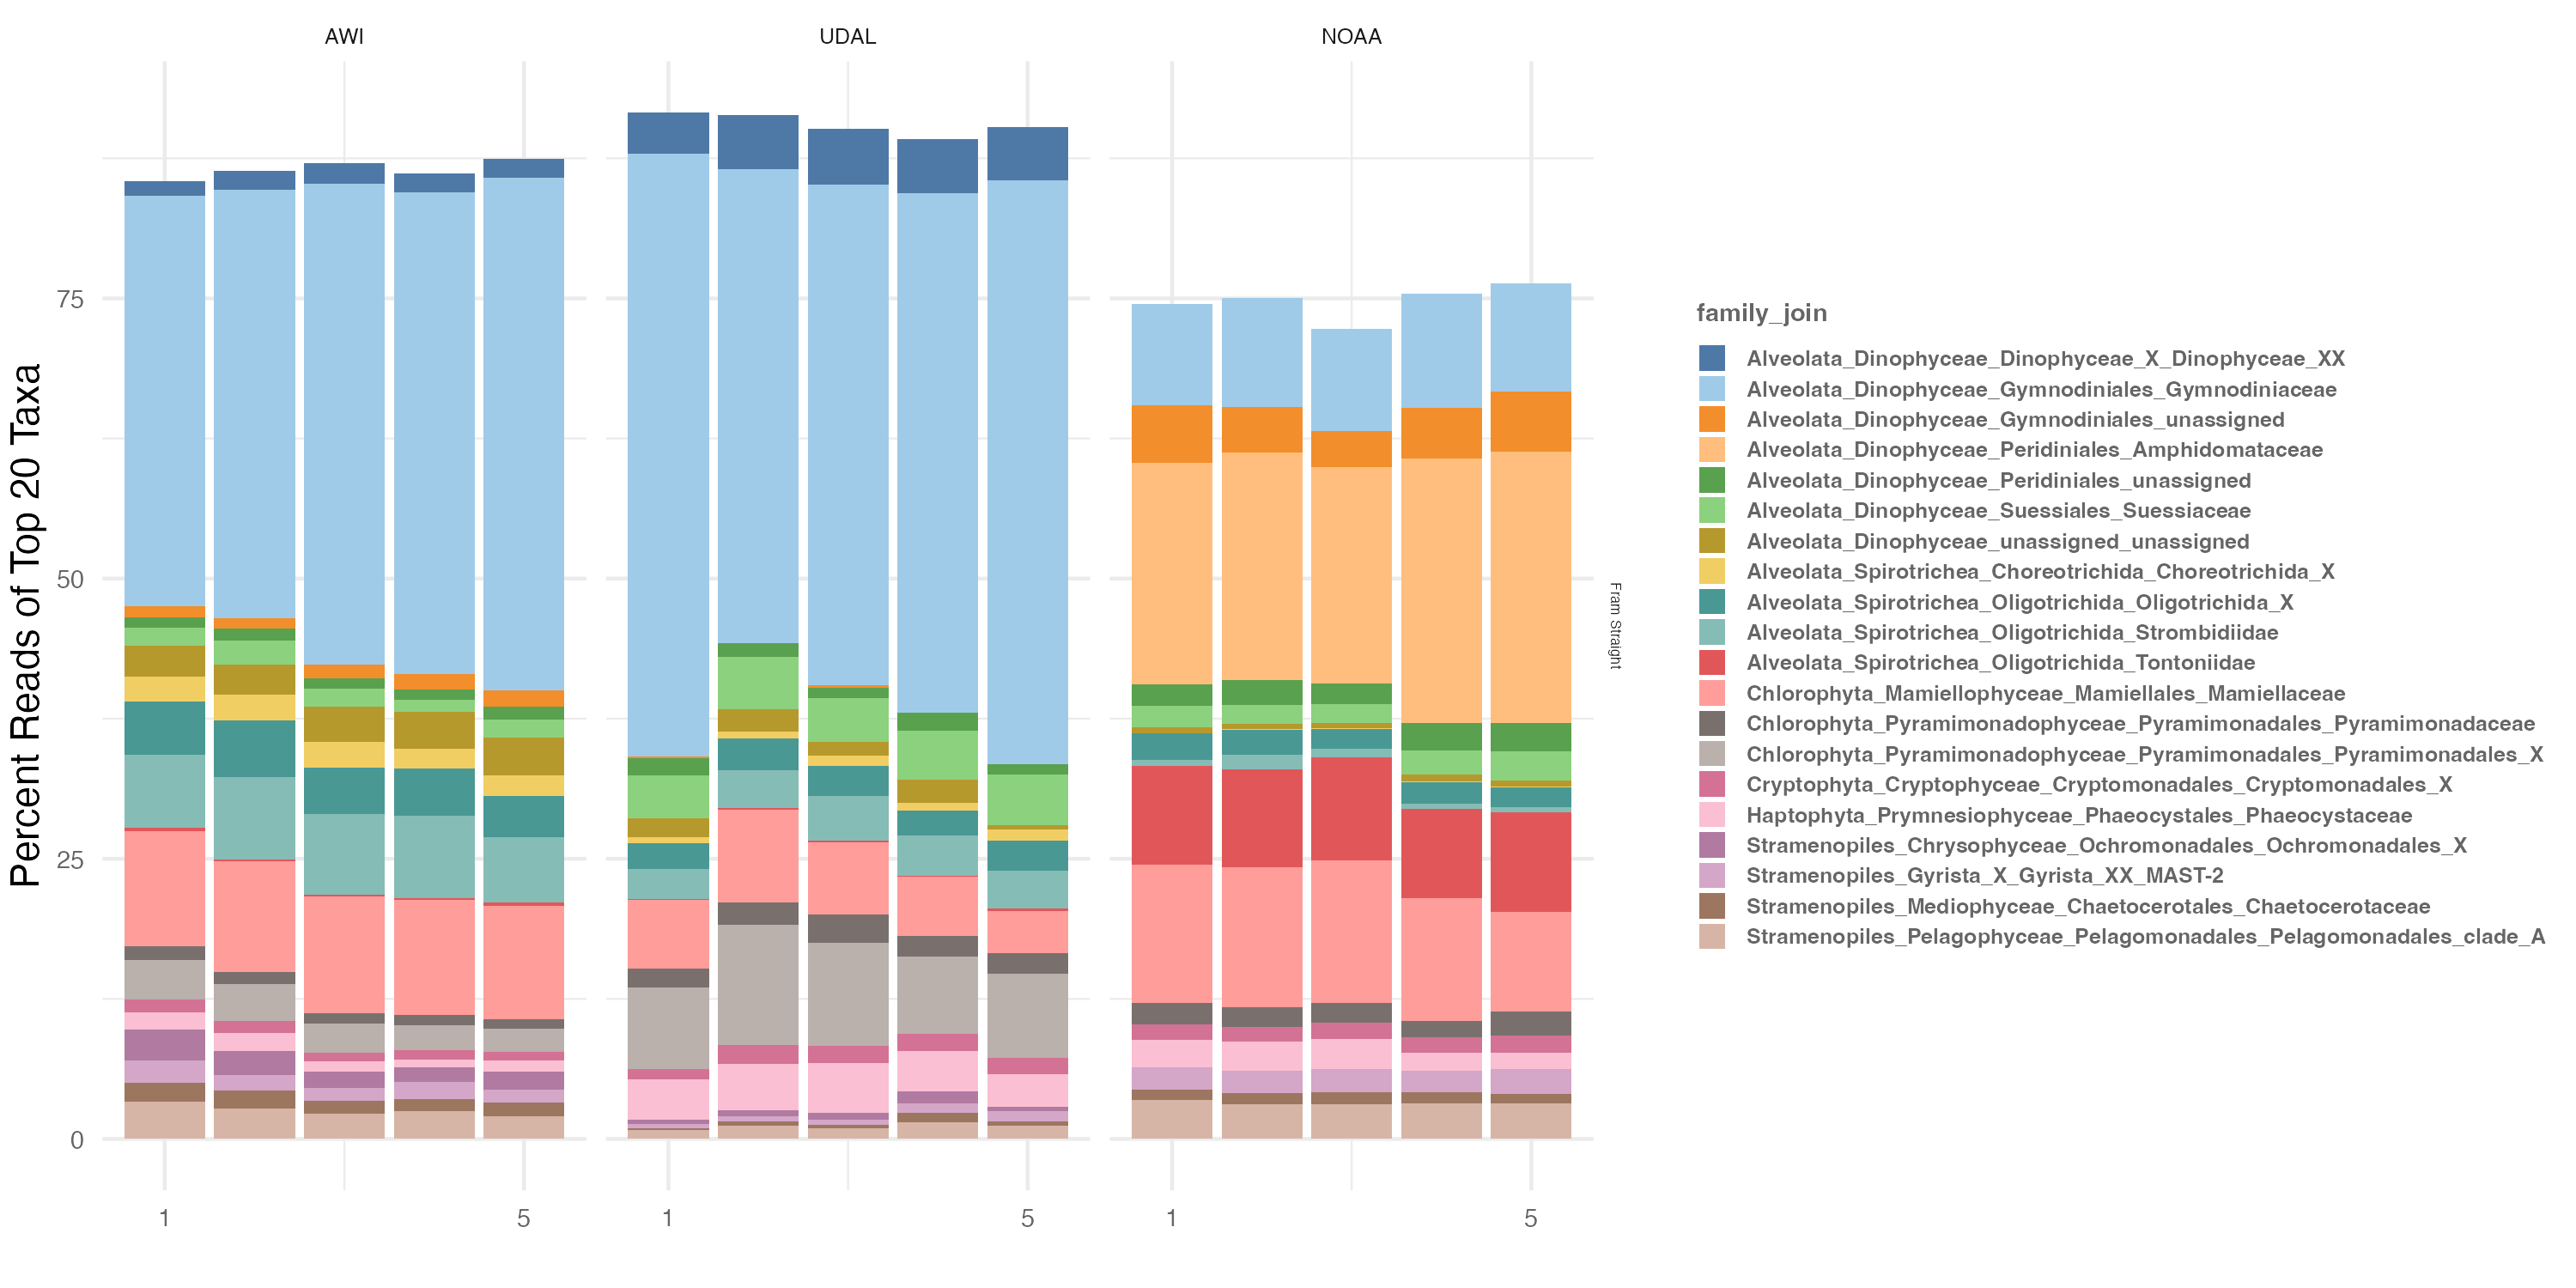 AWI
UDAL
NOAA
Percent Reads of Top 20 Taxa
75
50
25
0
1
5
1
5
1
5
Fram Straight
family_join
Alveolata_Dinophyceae_Dinophyceae_X_Dinophyceae_XX
Alveolata_Dinophyceae_Gymnodiniales_Gymnodiniaceae
Alveolata_Dinophyceae_Gymnodiniales_unassigned
Alveolata_Dinophyceae_Peridiniales_Amphidomataceae
Alveolata_Dinophyceae_Peridiniales_unassigned
Alveolata_Dinophyceae_Suessiales_Suessiaceae
Alveolata_Dinophyceae_unassigned_unassigned
Alveolata_Spirotrichea_Choreotrichida_Choreotrichida_X
Alveolata_Spirotrichea_Oligotrichida_Oligotrichida_X
Alveolata_Spirotrichea_Oligotrichida_Strombidiidae
Alveolata_Spirotrichea_Oligotrichida_Tontoniidae
Chlorophyta_Mamiellophyceae_Mamiellales_Mamiellaceae
Chlorophyta_Pyramimonadophyceae_Pyramimonadales_Pyramimonadaceae
Chlorophyta_Pyramimonadophyceae_Pyramimonadales_Pyramimonadales_X
Cryptophyta_Cryptophyceae_Cryptomonadales_Cryptomonadales_X
Haptophyta_Prymnesiophyceae_Phaeocystales_Phaeocystaceae
Stramenopiles_Chrysophyceae_Ochromonadales_Ochromonadales_X
Stramenopiles_Gyrista_X_Gyrista_XX_MAST-2
Stramenopiles_Mediophyceae_Chaetocerotales_Chaetocerotaceae
Stramenopiles_Pelagophyceae_Pelagomonadales_Pelagomonadales_clade_A